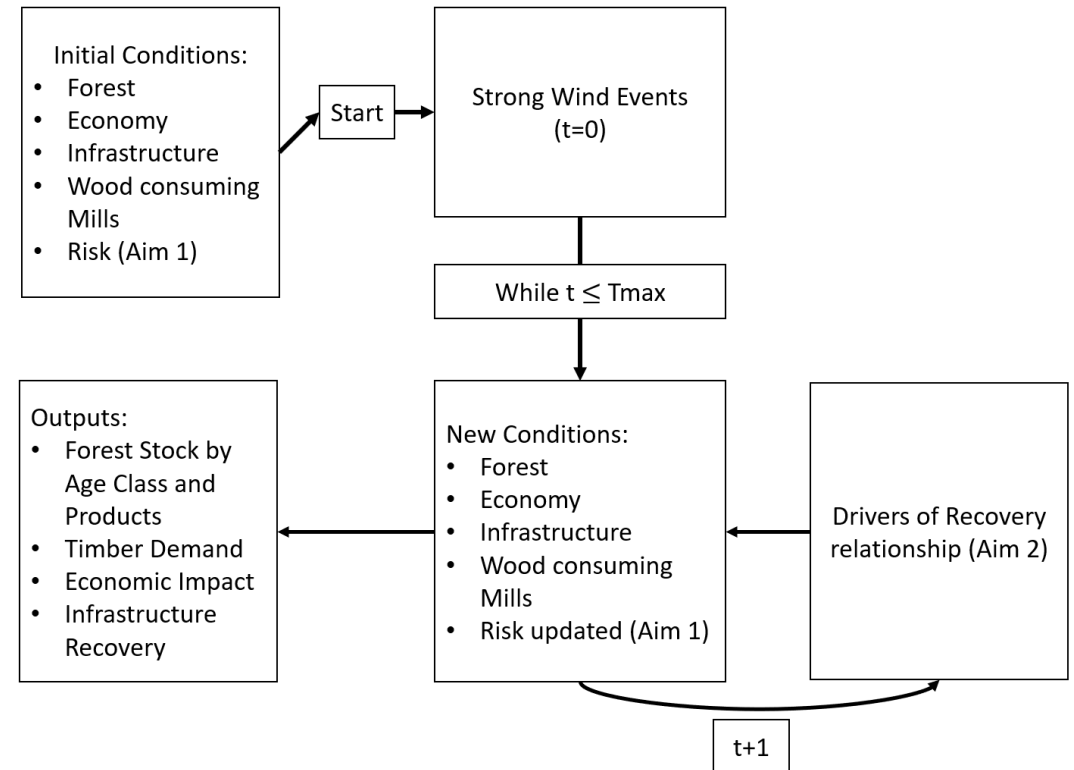 Initial Conditions:
• Forest
• Economy
• Infrastructure
• Wood consuming
Mills
• Risk (Aim 1)
Start
Strong Wind Events
(t=0)
While t ≤ Tmax
Outputs:
• Forest Stock by
Age Class and
Products
• Timber Demand
• Economic Impact
• Infrastructure
Recovery
New Conditions:
• Forest
• Economy
• Infrastructure
• Wood consuming
Mills
• Risk updated (Aim 1)
Drivers of Recovery
relationship (Aim 2)
t+1